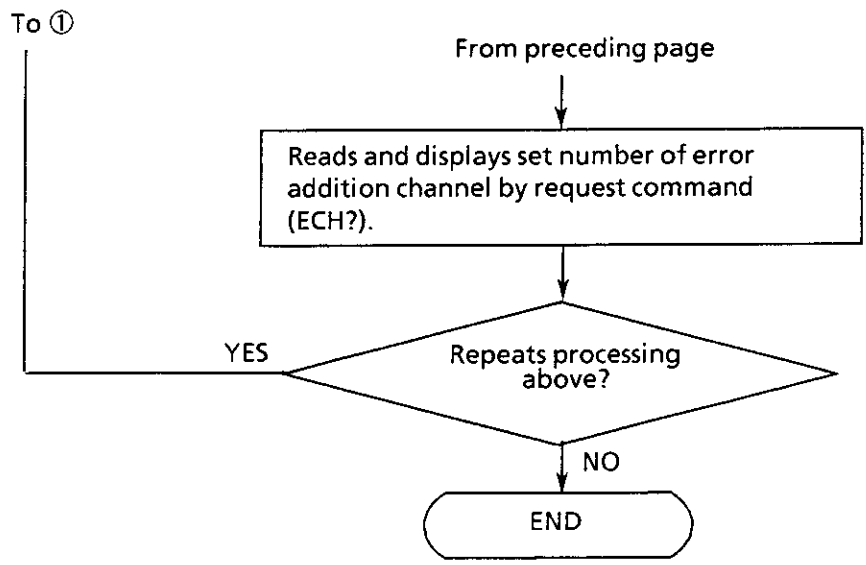 To ①
From preceding page
Reads and displays set number of error
addition channel by request command
(ECH?).
YES
Repeats processing
above?
NO
END